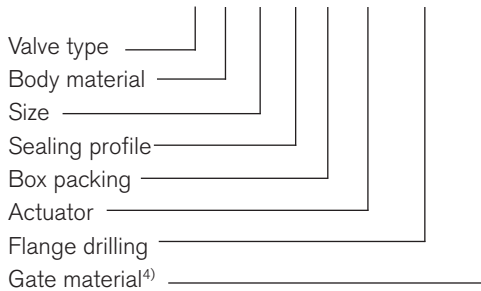 Valve type
Body material
Size
Sealing profile
Box packing
Actuator
Flange drilling
Gate material⁴⁾